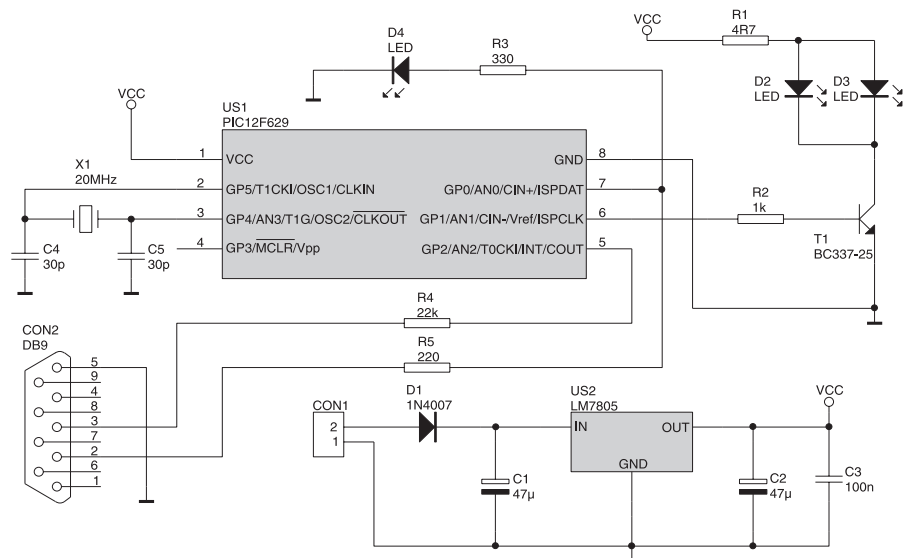 D4
LED
R3
330
VCC
R1
4R7
D2
LED
D3
LED
VCC
US1
PIC12F629
1
VCC
GND
8
X1
20MHz
2
GP5/T1CKI/OSC1/CLKIN
GP0/AN0/CIN+/ISPDAT
7
3
GP4/AN3/T1G/OSC2/CLKOUT
GP1/AN1/CIN-/Vref/ISPCLK
6
R2
1k
4
GP3/MCLR/Vpp
GP2/AN2/T0CKI/INT/COUT
5
T1
BC337-25
C4
30p
C5
30p
R4
22k
CON2
DB9
R5
220
5
9
4
8
3
7
2
6
1
CON1
2
1
D1
1N4007
US2
LM7805
IN
OUT
GND
VCC
C1
47µ
C2
47µ
C3
100n